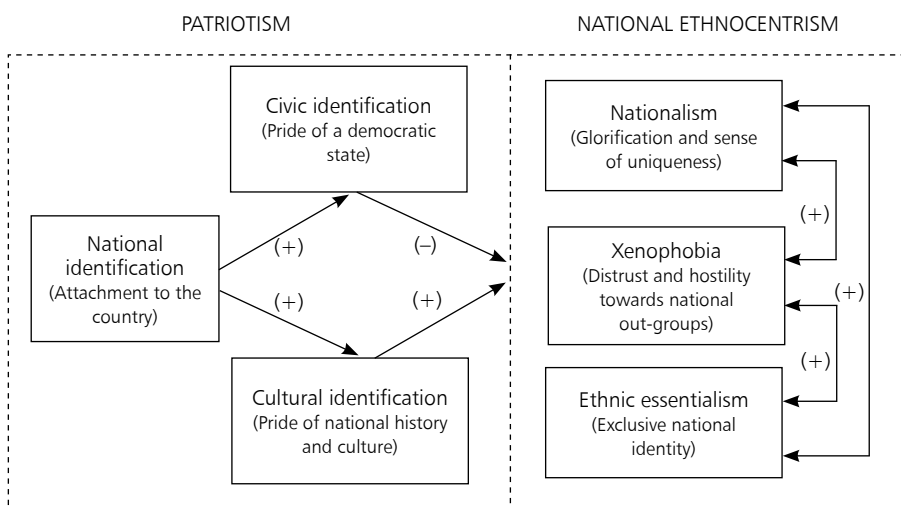 PATRIOTISM
NATIONAL ETHNOCENTRISM
Civic identification
(Pride of a democratic
state)
National
identification
(Attachment to the
country)
(+)
(–)
(+)
(+)
Cultural identification
(Pride of national history
and culture)
Nationalism
(Glorification and sense
of uniqueness)
(+)
Xenophobia
(Distrust and hostility
towards national
out-groups)
(+)
(+)
Ethnic essentialism
(Exclusive national
identity)